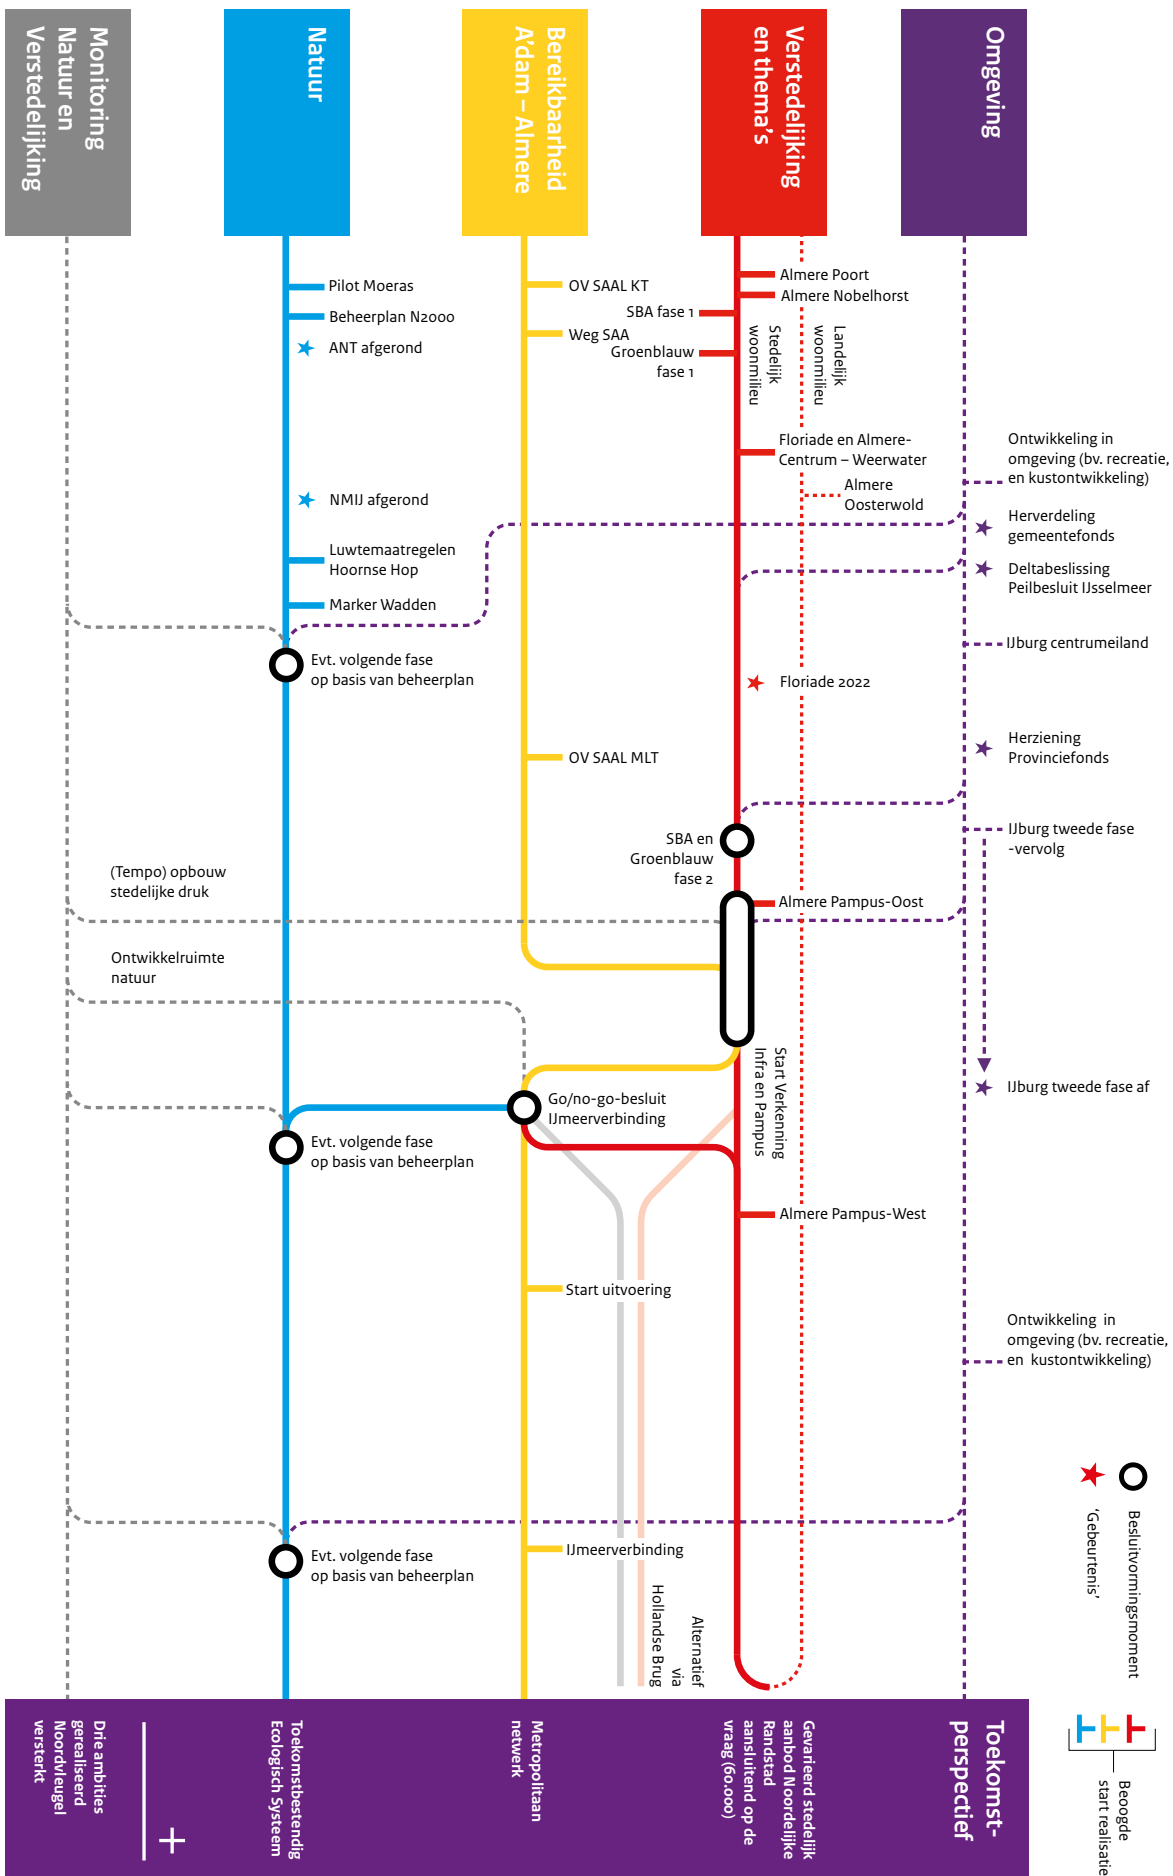 Monitoring
Natuur en
Verstedelijking
Natuur
Bereikbaarheid
A’dam – Almere
Verstedelijking
en thema’s
Omgeving
Pilot Moeras
Beheerplan N2000
ANT afgerond
NMIJ afgerond
Luwtemaatregelen
Hoornse Hop
Marker Wadden
Evt. volgende fase
op basis van beheerplan
(Tempo) opbouw
stedelijke druk
Ontwikkelruimte
natuur
Evt. volgende fase
op basis van beheerplan
Evt. volgende fase
op basis van beheerplan
OV SAAL KT
Weg SAA
OV SAAL MLT
Go/no-go-besluit
IJmeerverbinding
Start uitvoering
IJmeerverbinding
Alternatief
via
Hollandse Brug
Almere Poort
Almere Nobelhorst
SBA fase 1
Groenblauw
fase 1
Stedelijk
woonmilieu
Landelijk
woonmilieu
Floriade en Almere-
Centrum – Weerwater
Almere
Oosterwold
Floriade 2022
SBA en
Groenblauw
fase 2
Almere Pampus-Oost
Start Verkenning
Infra en Pampus
Almere Pampus-West
Ontwikkeling in
omgeving (bv. recreatie,
en kustontwikkeling)
Herverdeling
gemeentefonds
Deltabeslissing
Peilbesluit IJsselmeer
IJburg centrumeiland
Herziening
Provinciefonds
IJburg tweede fase
-vervolg
IJburg tweede fase af
Ontwikkeling in
omgeving (bv. recreatie,
en kustontwikkeling)
Besluitvormingsmoment
‘Gebeurtenis’
Beoogde
start realisatie
Toekomst-
perspectief
Gevarieerd stedelijk
aanbod Noordelijke
Randstad
aansluitend op de
vraag (60.000)
Metropolitaan
netwerk
Toekomstbestendig
Ecologisch Systeem
+
Drie ambities
gerealiseerd
Noordvleugel
versterkt